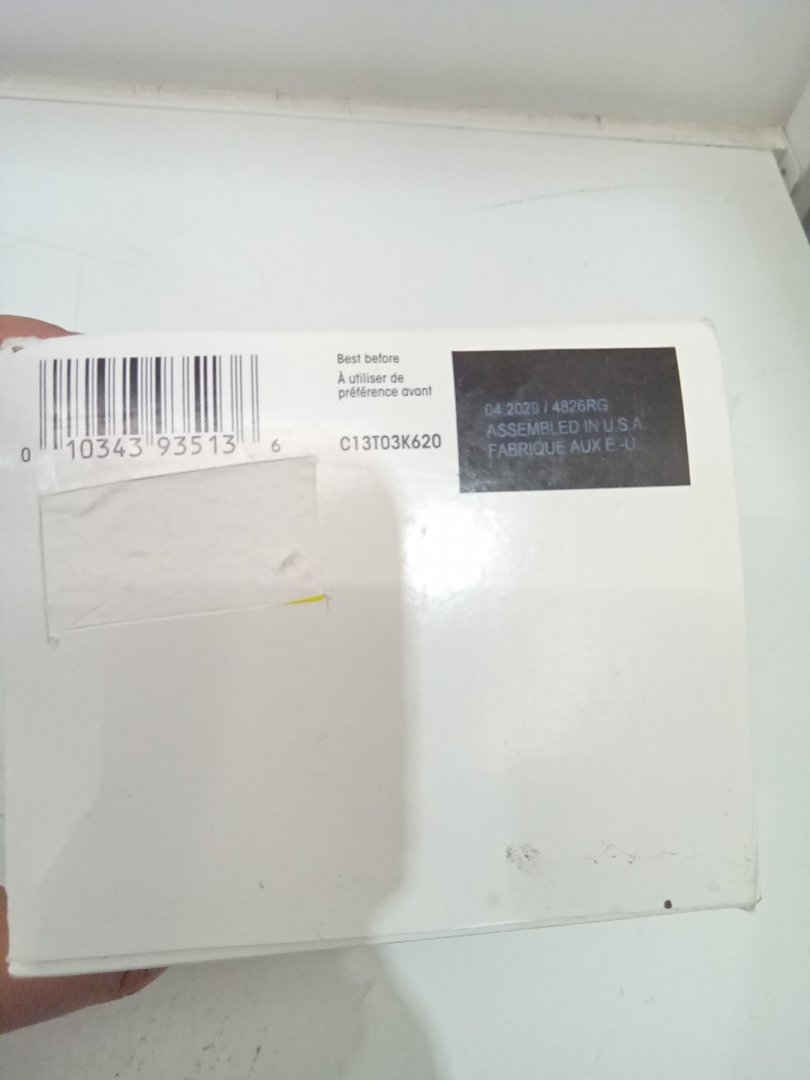 0 10343 93513 6
Best before
À utiliser de
préférence avant
C13T03K620
04.2029 / 4826RG
ASSEMBLED IN U.S.A.
FABRIQUE AUX E.-U.